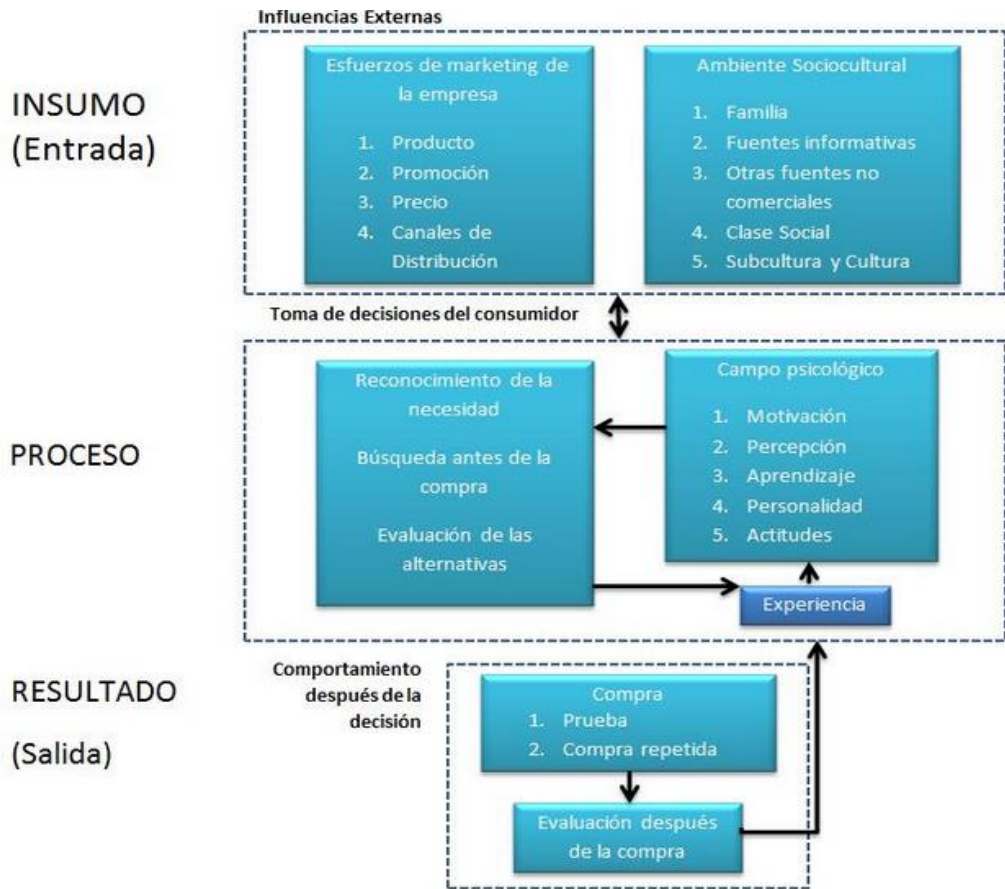 Influencias Externas
INSUMO
(Entrada)
Esfuerzos de marketing de
la empresa
1. Producto
2. Promoción
3. Precio
4. Canales de
Distribución
Ambiente Sociocultural
1. Familia
2. Fuentes informativas
3. Otras fuentes no
comerciales
4. Clase Social
5. Subcultura y Cultura
Toma de decisiones del consumidor
PROCESO
Reconocimiento de la
necesidad
Búsqueda antes de la
compra
Evaluación de las
alternativas
Campo psicológico
1. Motivación
2. Percepción
3. Aprendizaje
4. Personalidad
5. Actitudes
Experiencia
RESULTADO
(Salida)
Comportamiento
después de la
decisión
Compra
1. Prueba
2. Compra repetida
Evaluación después
de la compra